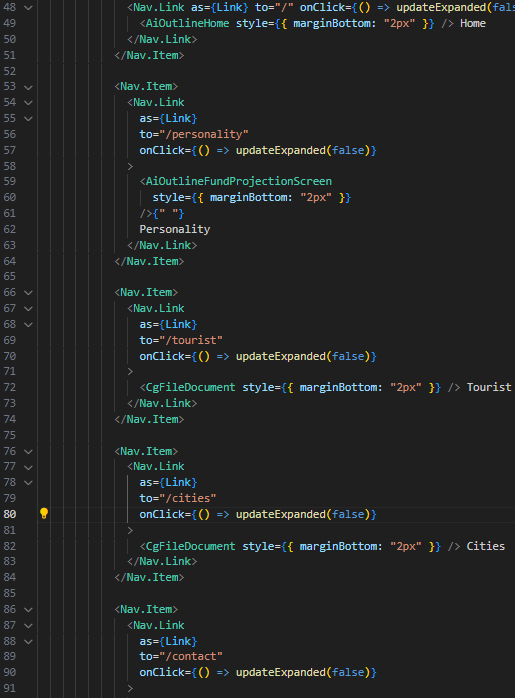 48 <Nav.Link as={Link} to="/" onClick={() => updateExpanded(fals
49 <AiOutlineHome style={{ marginBottom: "2px" }} /> Home
50 </Nav.Link>
51 </Nav.Item>
52
53 <Nav.Item>
54 <Nav.Link
55 as={Link}
56 to="/personality"
57 onClick={() => updateExpanded(false)}
58 >
59 <AiOutlineFundProjectionScreen
60 style={{ marginBottom: "2px" }}
61 />{" "}
62 Personality
63 </Nav.Link>
64 </Nav.Item>
65
66 <Nav.Item>
67 <Nav.Link
68 as={Link}
69 to="/tourist"
70 onClick={() => updateExpanded(false)}
71 >
72 <CgFileDocument style={{ marginBottom: "2px" }} /> Tourist
73 </Nav.Link>
74 </Nav.Item>
75
76 <Nav.Item>
77 <Nav.Link
78 as={Link}
79 to="/cities"
80 onClick={() => updateExpanded(false)}
81 >
82 <CgFileDocument style={{ marginBottom: "2px" }} /> Cities
83 </Nav.Link>
84 </Nav.Item>
85
86 <Nav.Item>
87 <Nav.Link
88 as={Link}
89 to="/contact"
90 onClick={() => updateExpanded(false)}
91 >